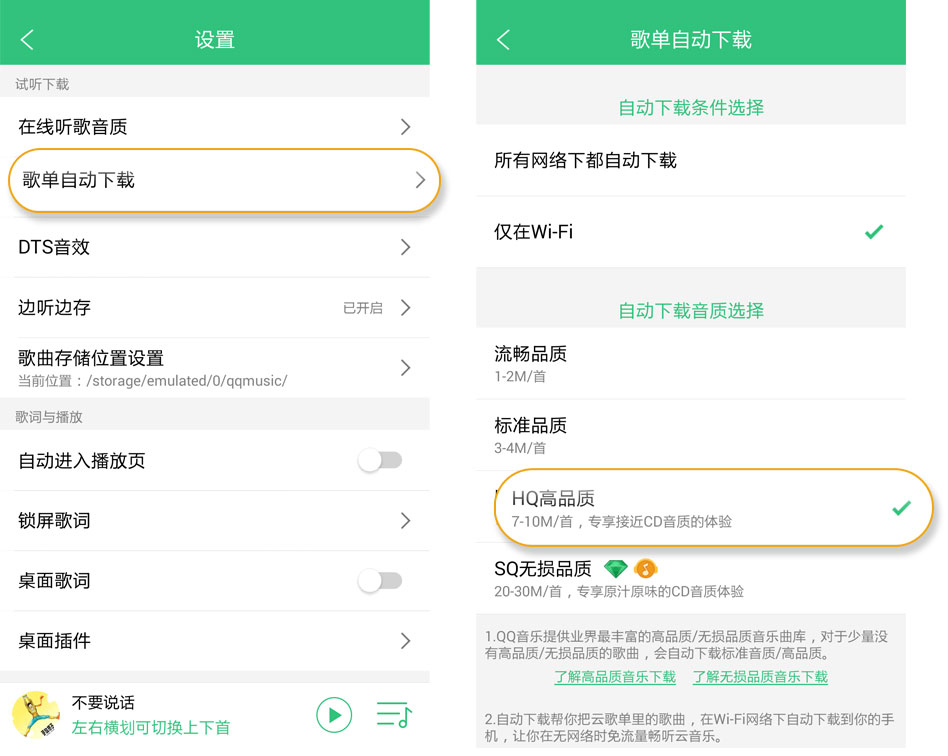 设置
试听下载
在线听歌音质
歌单自动下载
DTS音效
边听边存
已开启
歌曲存储位置设置
当前位置：/storage/emulated/0/qqmusic/
歌词与播放
自动进入播放页
锁屏歌词
桌面歌词
桌面插件
不要说话
左右横划可切换上下首
歌单自动下载
自动下载条件选择
所有网络下都自动下载
仅在Wi-Fi
自动下载音质选择
流畅品质
1-2M/首
标准品质
3-4M/首
HQ高品质
7-10M/首，专享接近CD音质的体验
SQ无损品质
20-30M/首，专享原汁原味的CD音质体验
1.QQ音乐提供业界最丰富的高品质/无损品质音乐曲库，对于少量没
有高品质/无损品质的歌曲，会自动下载标准音质/高品质。
了解高品质音乐下载 了解无损品质音乐下载
2.自动下载帮你把云歌单里的歌曲，在Wi-Fi网络下自动下载到你的手
机，让你在无网络时免流量畅听云音乐。